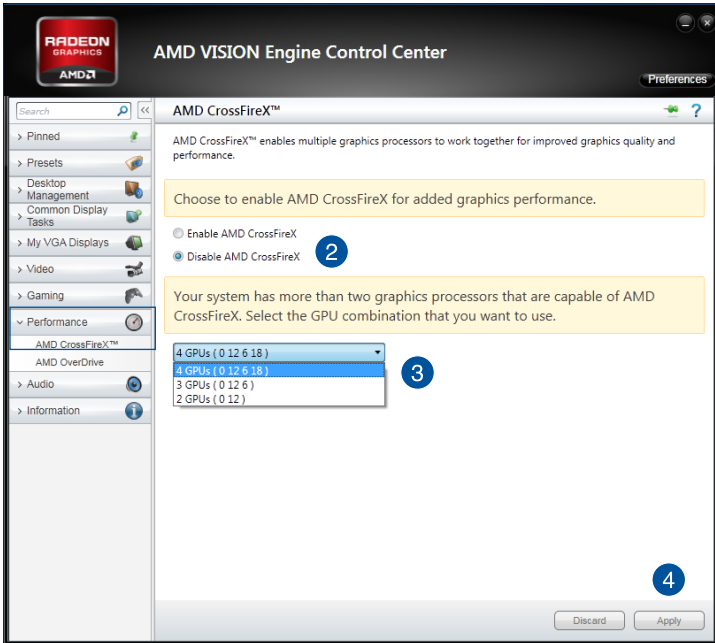 RADEON
GRAPHICS
AMD
AMD VISION Engine Control Center
Preferences
Search
<<
AMD CrossFireX™
?
> Pinned
> Presets
> Desktop
Management
> Common Display
Tasks
> My VGA Displays
> Video
> Gaming
Performance
AMD CrossFireX™
AMD OverDrive
> Audio
> Information
AMD CrossFireX™ enables multiple graphics processors to work together for improved graphics quality and
performance.
Choose to enable AMD CrossFireX for added graphics performance.
Enable AMD CrossFireX
Disable AMD CrossFireX
2
Your system has more than two graphics processors that are capable of AMD
CrossFireX. Select the GPU combination that you want to use.
4 GPUs ( 0 12 6 18 )
4 GPUs ( 0 12 6 18 )
3 GPUs ( 0 12 6 )
2 GPUs ( 0 12 )
3
4
Discard
Apply